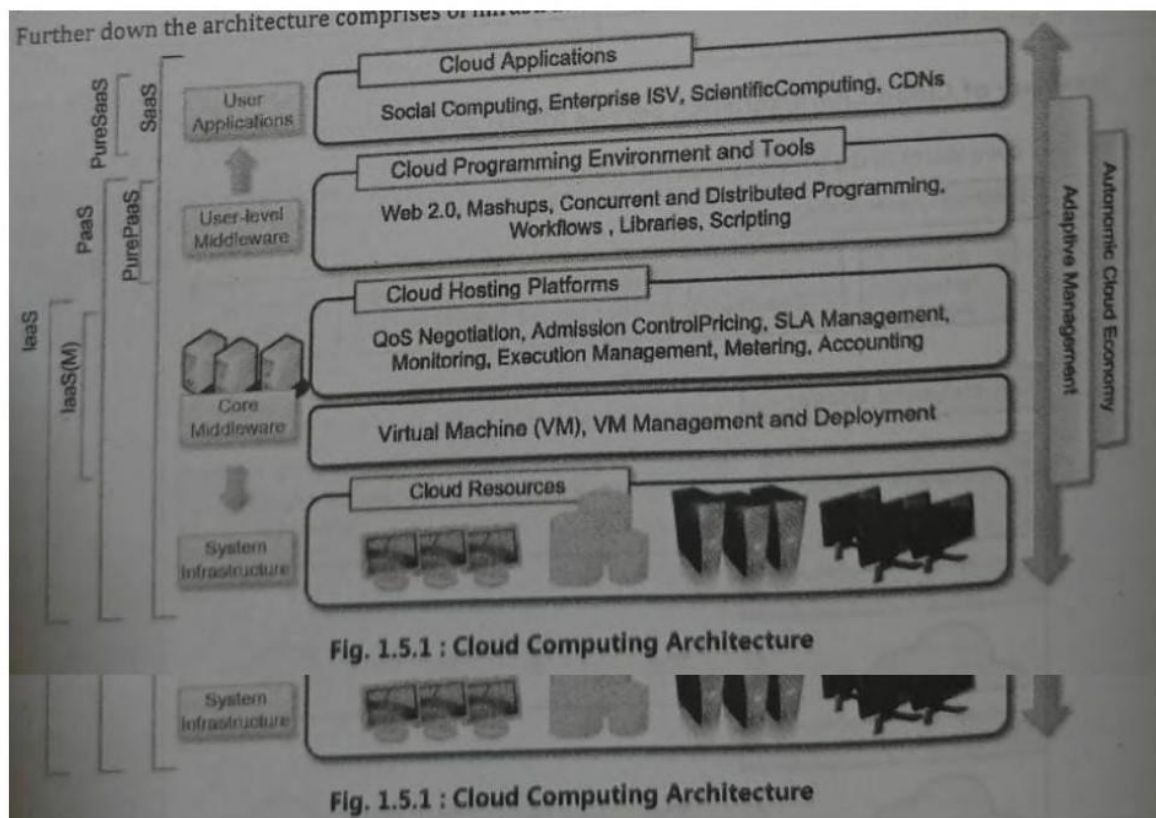 Further down the architecture comprises of
Cloud Applications
Social Computing, Enterprise ISV, ScientificComputing, CDNs
User
Applications
PureSaaS
SaaS
Cloud Programming Environment and Tools
Web 2.0, Mashups, Concurrent and Distributed Programming,
Workflows , Libraries, Scripting
User-level
Middleware
PaaS
PurePaaS
Cloud Hosting Platforms
QoS Negotiation, Admission ControlPricing, SLA Management,
Monitoring, Execution Management, Metering, Accounting
IaaS
IaaS(M)
Core
Middleware
Virtual Machine (VM), VM Management and Deployment
Cloud Resources
System
Infrastructure
Adaptive Management
Autonomic Cloud Economy
Fig. 1.5.1 : Cloud Computing Architecture
System
Infrastructure
Fig. 1.5.1 : Cloud Computing Architecture